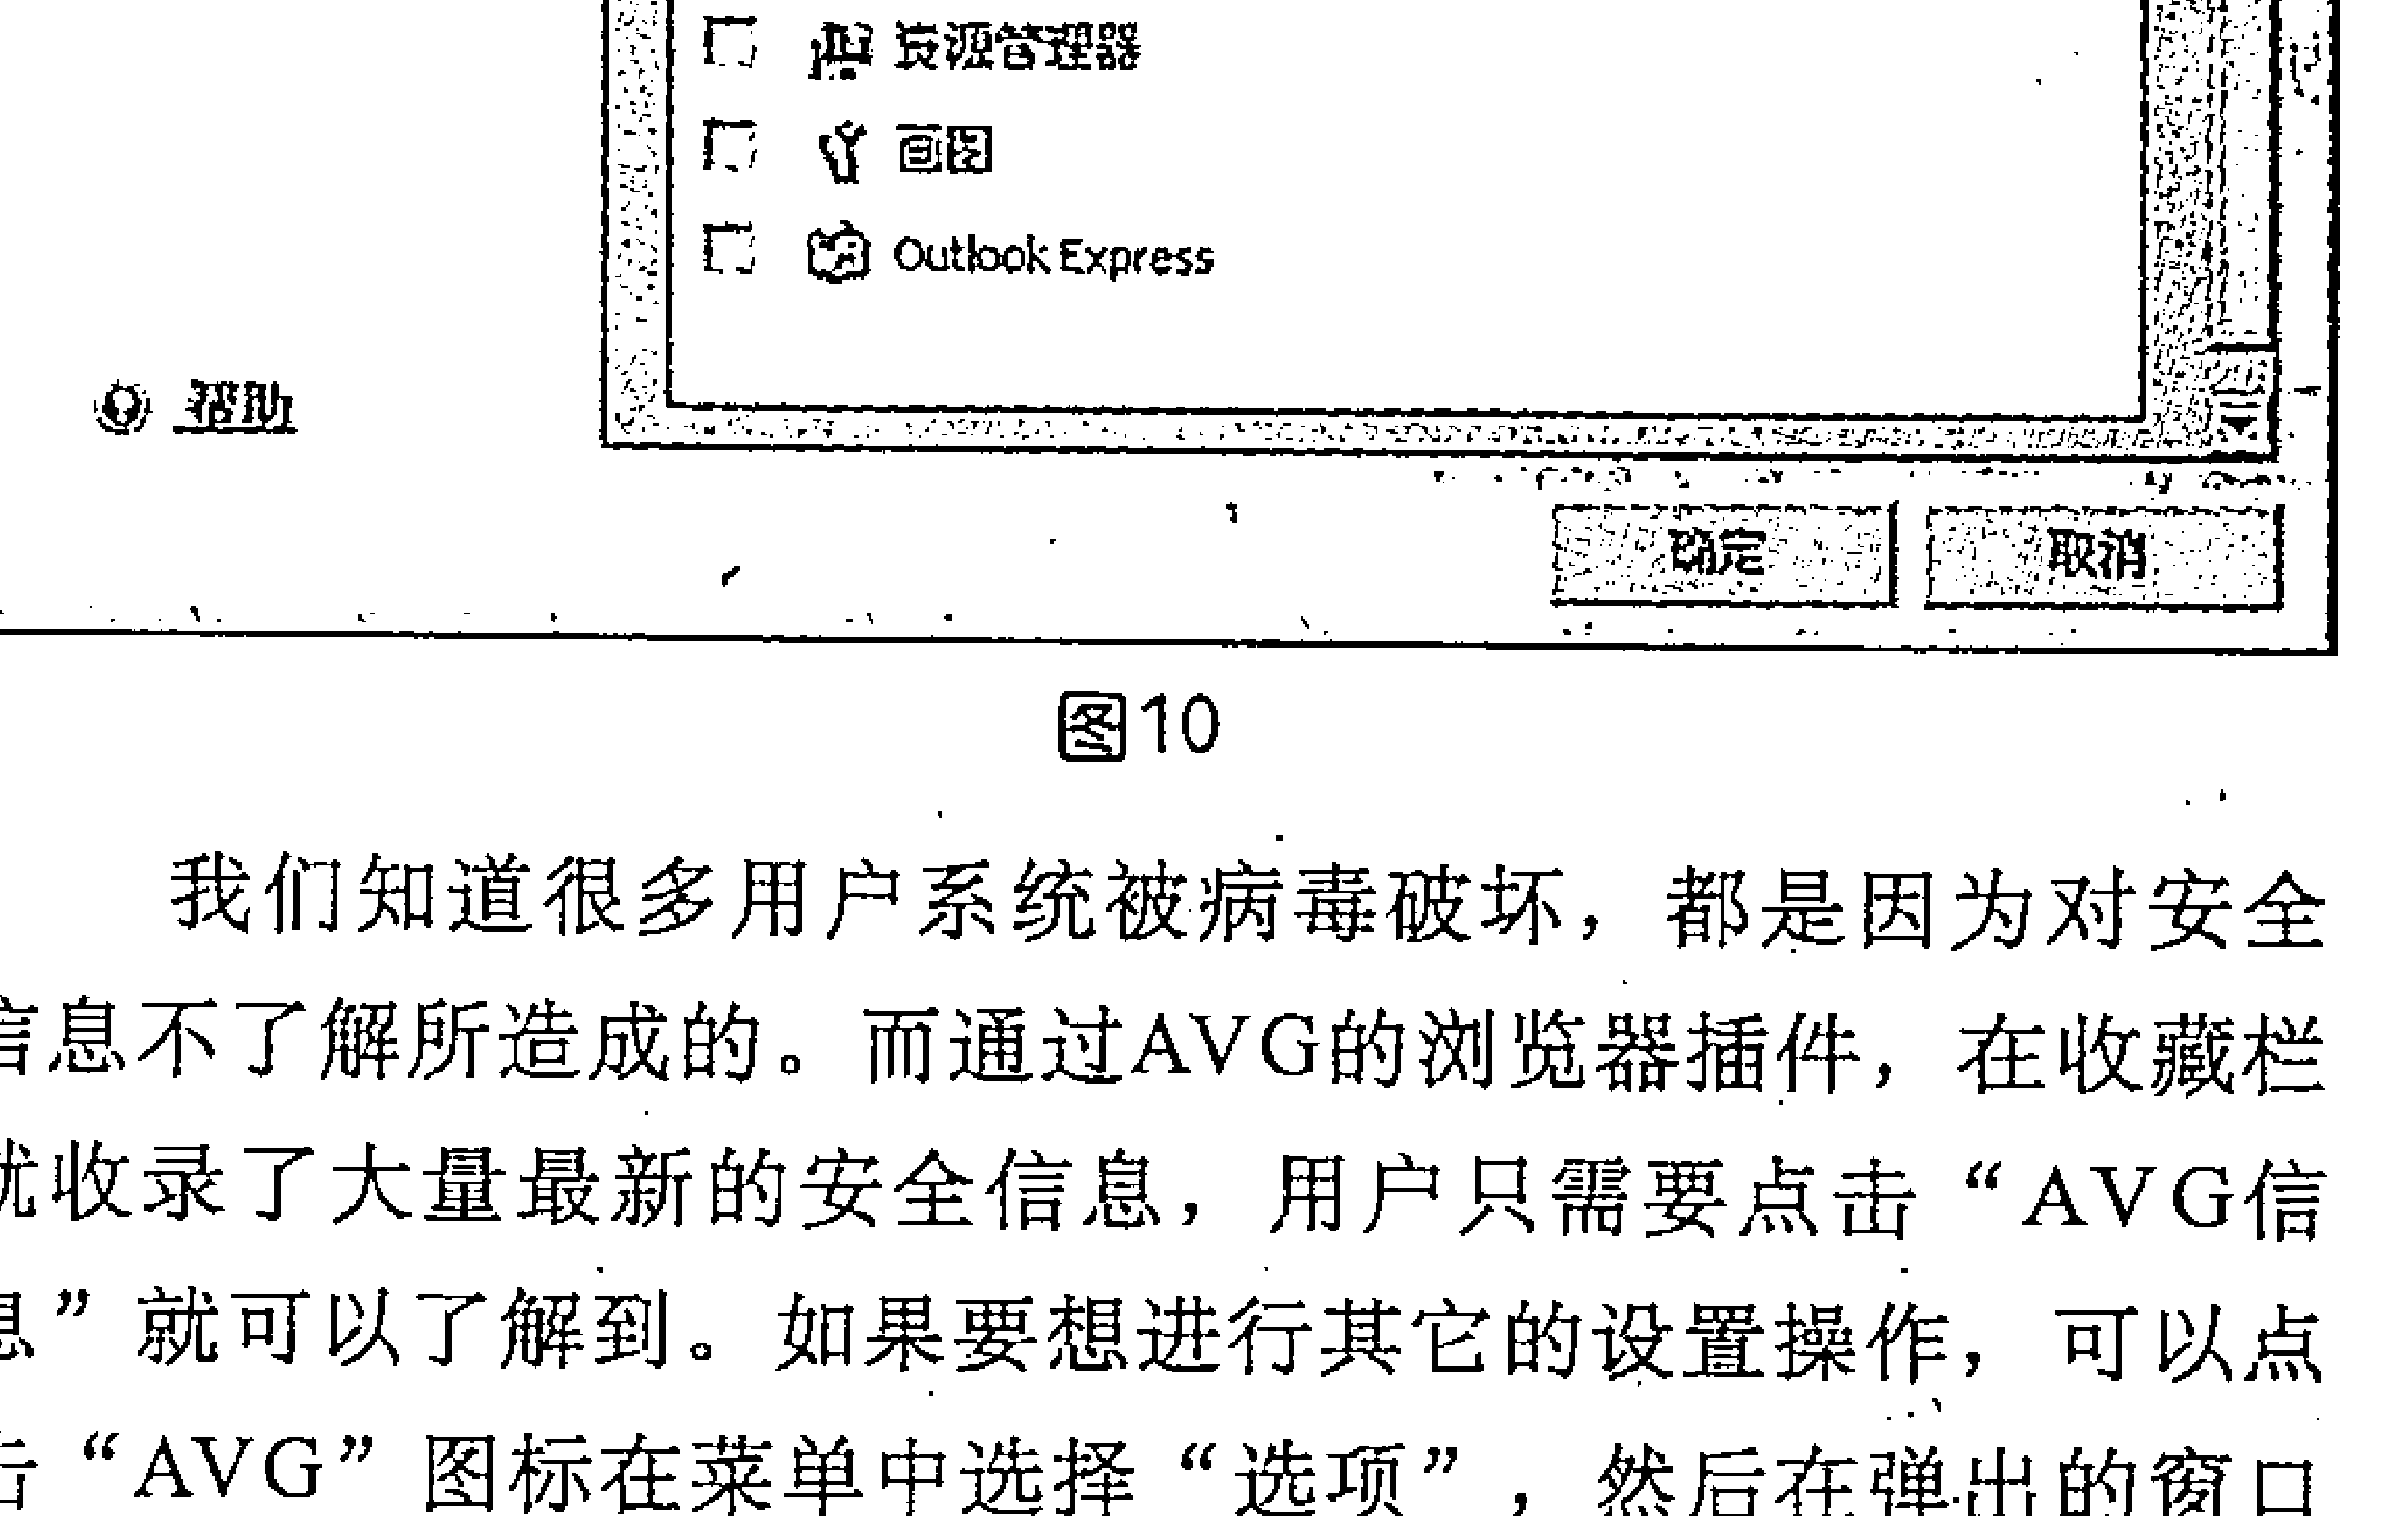 资源管理器
画图
Outlook Express
帮助
确定 取消
图10
我们知道很多用户系统被病毒破坏，都是因为对安全
信息不了解所造成的。而通过AVG的浏览器插件，在收藏栏
就收录了大量最新的安全信息，用户只需要点击“AVG信
息”就可以了解到。如果要想进行其它的设置操作，可以点
击“AVG”图标在菜单中选择“选项”，然后在弹出的窗口